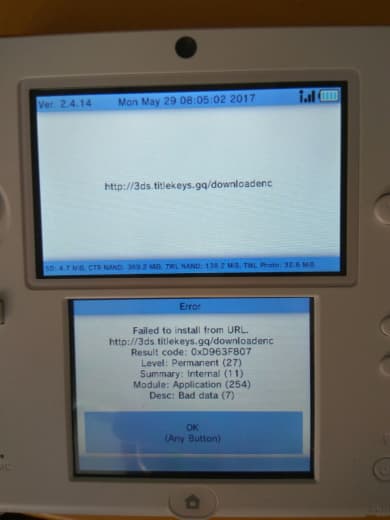 Ver. 2.4.14 Mon May 29 08:05:02 2017
http://3ds.titlekeys.gq/downloadenc
SD: 4.7 MiB, CTR NAND: 369.2 MiB, TWL NAND: 139.2 MiB, TWL Photo: 32.6 MiB
Error
Failed to install from URL.
http://3ds.titlekeys.gq/downloadenc
Result code: 0xD963F807
Level: Permanent (27)
Summary: Internal (11)
Module: Application (254)
Desc: Bad data (7)
OK
(Any Button)